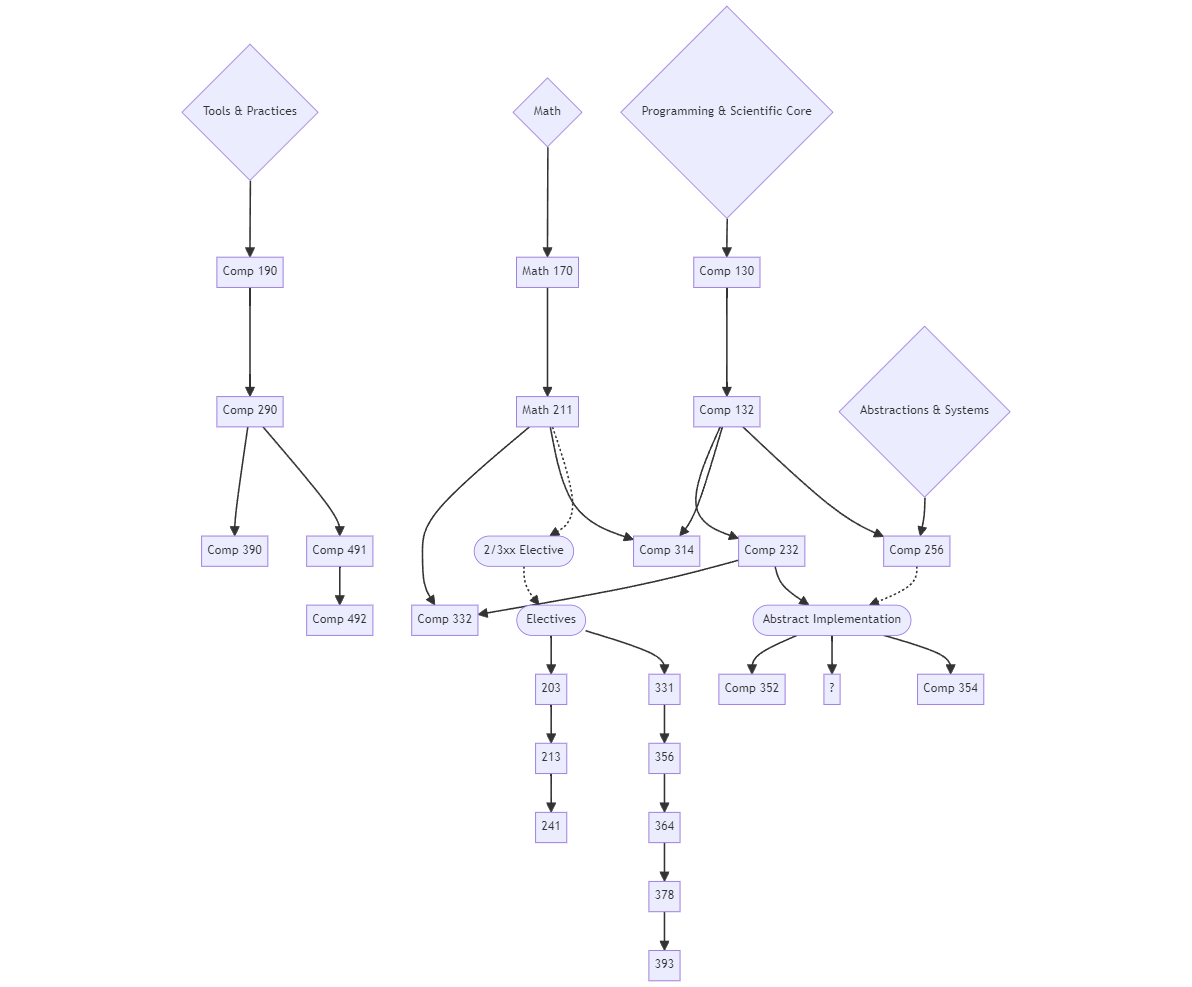 Tools & Practices
Math
Programming & Scientific Core
Comp 190
Math 170
Comp 130
Comp 290
Math 211
Comp 132
Abstractions & Systems
Comp 390
Comp 491
2/3xx Elective
Comp 314
Comp 232
Comp 256
Comp 492
Comp 332
Electives
Abstract Implementation
203
331
Comp 352
?
Comp 354
213
356
241
364
378
393